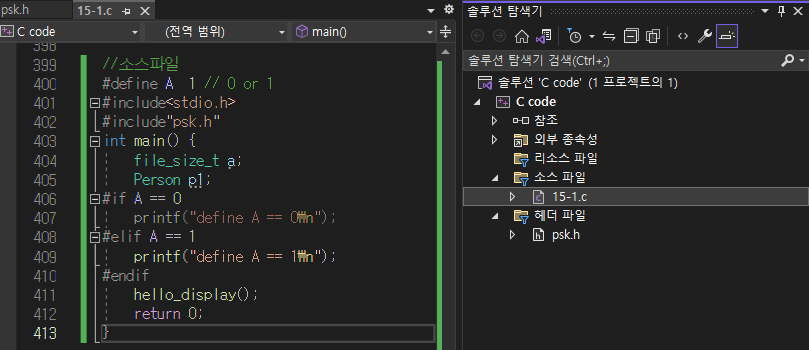 psk.h
15-1.c
C code
(전역 범위)
main()
398
399 //소스파일
400 #define A 1 // 0 or 1
401 #include<stdio.h>
402 #include"psk.h"
403 int main() {
404 file_size_t a;
405 Person p1;
406 #if A == 0
407 printf("define A == 0₩n");
408 #elif A == 1
409 printf("define A == 1₩n");
410 #endif
411 hello_display();
412 return 0;
413 }
솔루션 탐색기
솔루션 탐색기 검색(Ctrl+;)
솔루션 'C code' (1 프로젝트의 1)
C code
참조
외부 종속성
리소스 파일
소스 파일
15-1.c
헤더 파일
psk.h